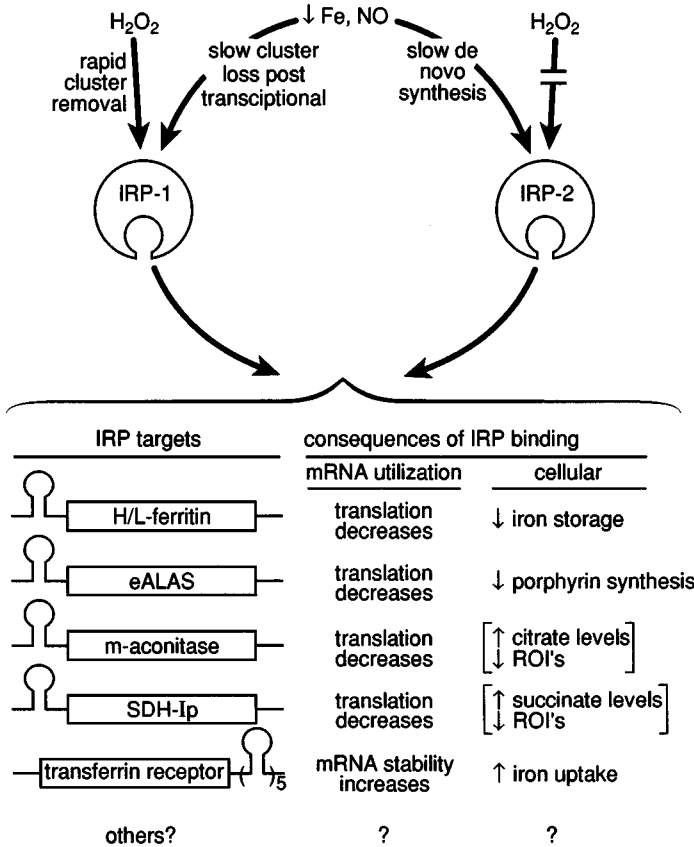 H2O2
↓ Fe, NO
H2O2
rapid
cluster
removal
slow cluster
loss post
transciptional
slow de
novo
synthesis
IRP-1
IRP-2
IRP targets
consequences of IRP binding
mRNA utilization
cellular
H/L-ferritin
translation
decreases
↓ iron storage
eALAS
translation
decreases
↓ porphyrin synthesis
m-aconitase
translation
decreases
[↑ citrate levels
↓ ROI's]
SDH-Ip
translation
decreases
[↑ succinate levels
↓ ROI's]
transferrin receptor
( )5
mRNA stability
increases
↑ iron uptake
others?
?
?